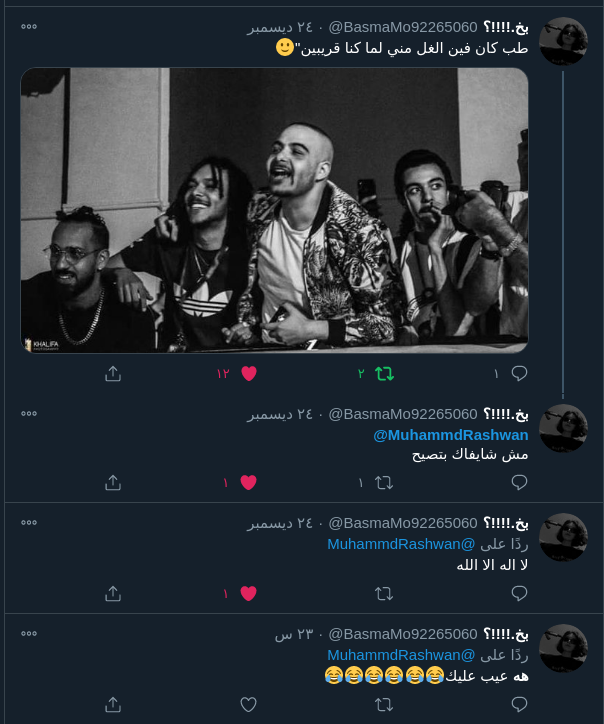 بخ.!!!!؟ @BasmaMo92265060 · ٢٤ ديسمبر
طب كان فين الغل مني لما كنا قريبين"🙂
KHALIFA
PHOTOGRAPHY
١ ٢ ١٢
بخ.!!!!؟ @BasmaMo92265060 · ٢٤ ديسمبر
@MuhammdRashwan
مش شايفاك بتصيح
١ ١
بخ.!!!!؟ @BasmaMo92265060 · ٢٤ ديسمبر
ردًا على @MuhammdRashwan
لا اله الا الله
١
بخ.!!!!؟ @BasmaMo92265060 · ٢٣ س
ردًا على @MuhammdRashwan
هه عيب عليك😂😂😂😂😂😂